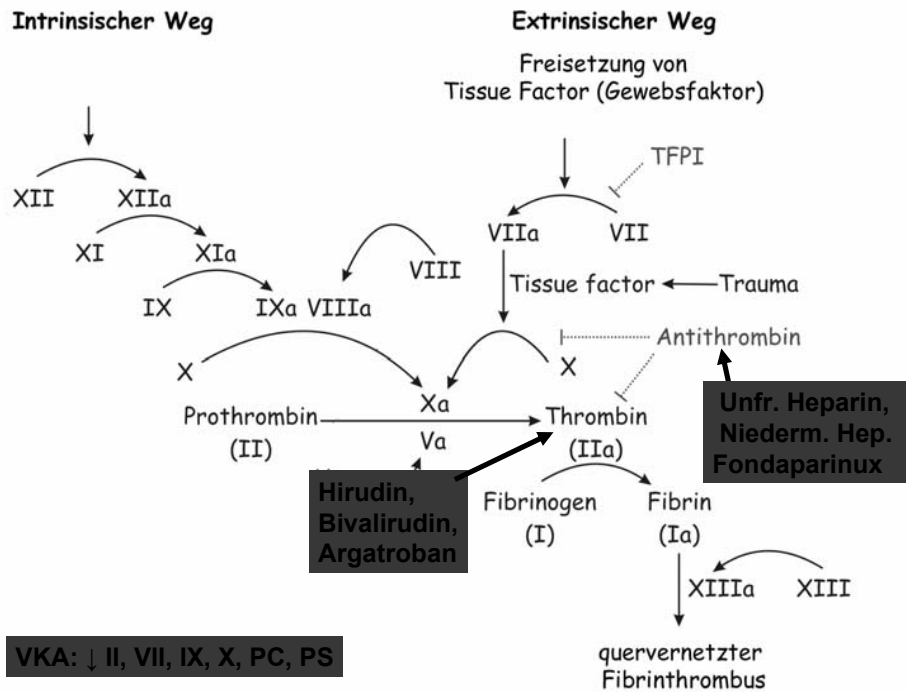 Intrinsischer Weg
Extrinsischer Weg
Freisetzung von
Tissue Factor (Gewebsfaktor)
TFPI
XII
XIIa
VIIa
VII
XI
XIa
VIII
Tissue factor
Trauma
IX
IXa
VIIIa
Antithrombin
X
X
Xa
Unfr. Heparin,
Niederm. Hep.
Fondaparinux
Prothrombin
(II)
Va
Thrombin
(IIa)
Hirudin,
Bivalirudin,
Argatroban
Fibrinogen
(I)
Fibrin
(Ia)
XIIIa
XIII
VKA: ↓ II, VII, IX, X, PC, PS
quervernetzter
Fibrinthrombus